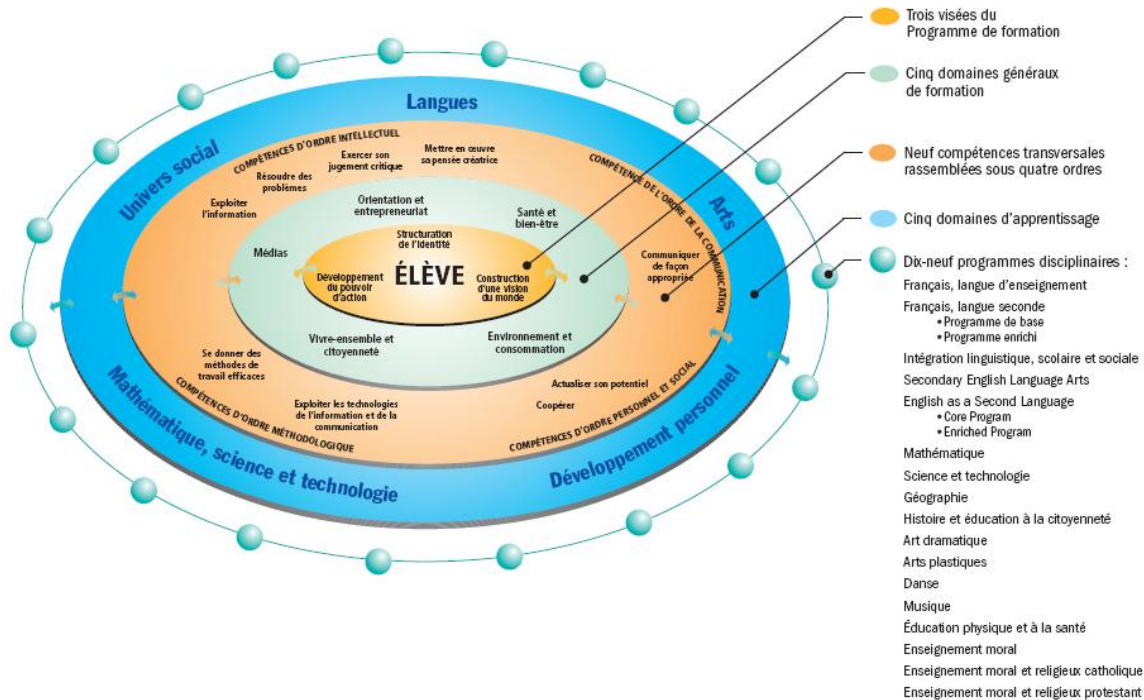 Trois visées du
Programme de formation
Cinq domaines généraux
de formation
Neuf compétences transversales
rassemblées sous quatre ordres
Cinq domaines d'apprentissage
Dix-neuf programmes disciplinaires :
Français, langue d'enseignement
Français, langue seconde
• Programme de base
• Programme enrichi
Intégration linguistique, scolaire et sociale
Secondary English Language Arts
English as a Second Language
• Core Program
• Enriched Program
Mathématique
Science et technologie
Géographie
Histoire et éducation à la citoyenneté
Art dramatique
Arts plastiques
Danse
Musique
Éducation physique et à la santé
Enseignement moral
Enseignement moral et religieux catholique
Enseignement moral et religieux protestant
Langues
Univers social
Arts
Mathématique, science et technologie
Développement personnel
COMPÉTENCES D'ORDRE INTELLECTUEL
Exploiter
l'information
Résoudre des
problèmes
Exercer son
jugement critique
Mettre en œuvre
sa pensée créatrice
COMPÉTENCE DE L'ORDRE DE LA COMMUNICATION
Communiquer
de façon
appropriée
COMPÉTENCES D'ORDRE MÉTHODOLOGIQUE
Se donner des
méthodes de
travail efficaces
Exploiter les technologies
de l'information et de la
communication
COMPÉTENCES D'ORDRE PERSONNEL ET SOCIAL
Actualiser son potentiel
Coopérer
Orientation et
entrepreneuriat
Santé et
bien-être
Médias
Vivre-ensemble et
citoyenneté
Environnement et
consommation
Structuration
de l'identité
ÉLÈVE
Développement
du pouvoir
d'action
Construction
d'une vision
du monde